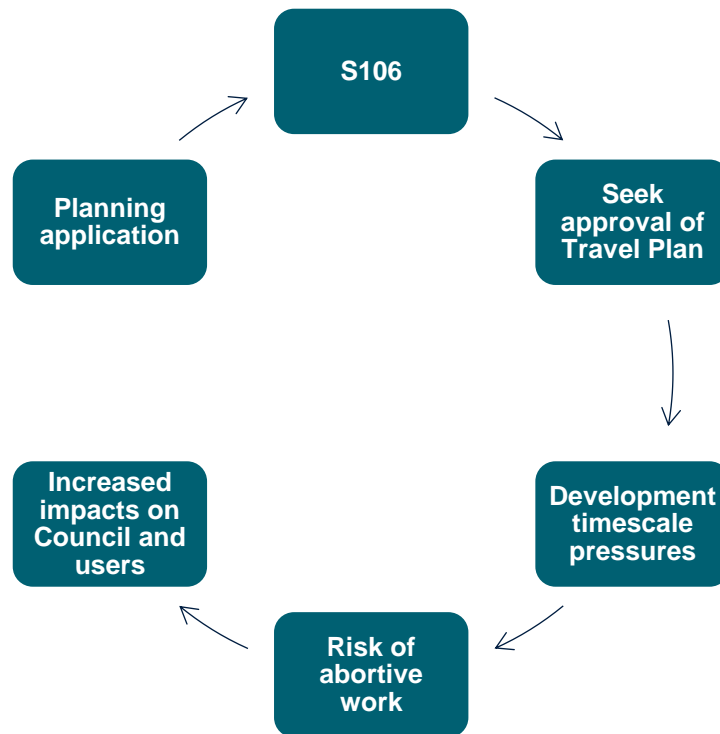 S106
Planning
application
Seek
approval of
Travel Plan
Increased
impacts on
Council and
users
Development
timescale
pressures
Risk of
abortive
work